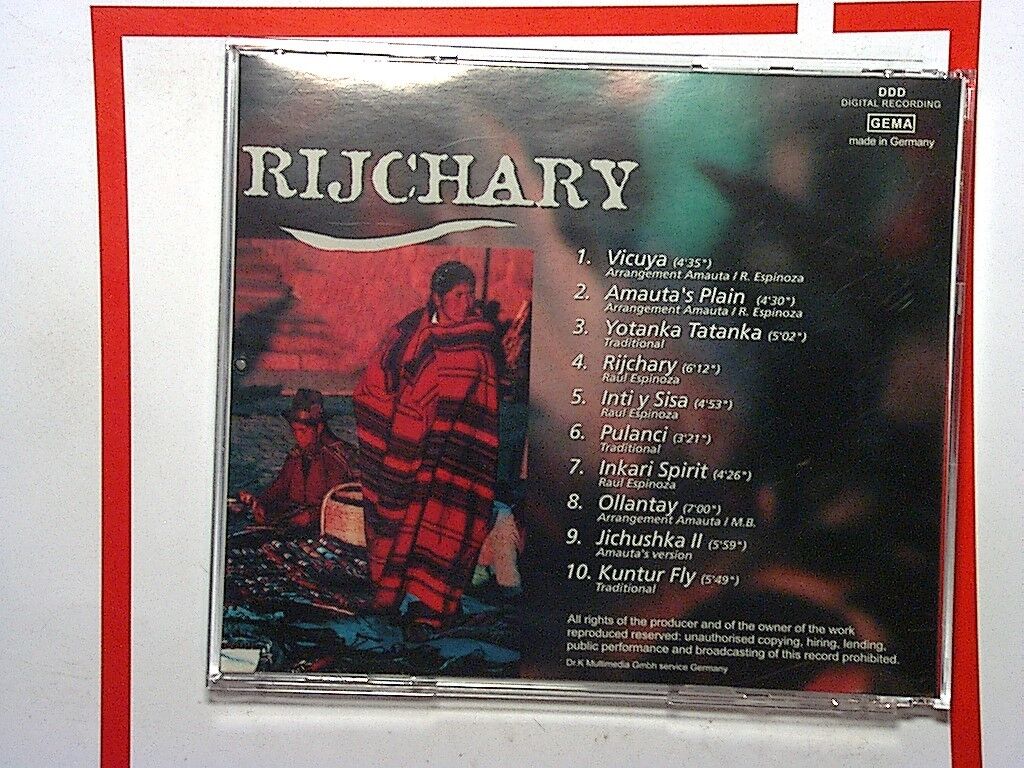 DDD
DIGITAL RECORDING
GEMA
made in Germany
RIJCHARY
1. Vicuya (4'35")
Arrangement Amauta / R. Espinoza
2. Amauta's Plain (4'30")
Arrangement Amauta / R. Espinoza
3. Yotanka Tatanka (5'02")
Traditional
4. Rijchary (6'12")
Raul Espinoza
5. Inti y Sisa (4'53")
Raul Espinoza
6. Pulanci (3'21")
Traditional
7. Inkari Spirit (4'26")
Raul Espinoza
8. Ollantay (7'00")
Arrangement Amauta / M.B.
9. Jichushka II (5'59")
Amauta's version
10. Kuntur Fly (5'49")
Traditional
All rights of the producer and of the owner of the work
reproduced reserved: unauthorised copying, hiring, lending,
public performance and broadcasting of this record prohibited.
Dr.K Multimedia Gmbh service Germany